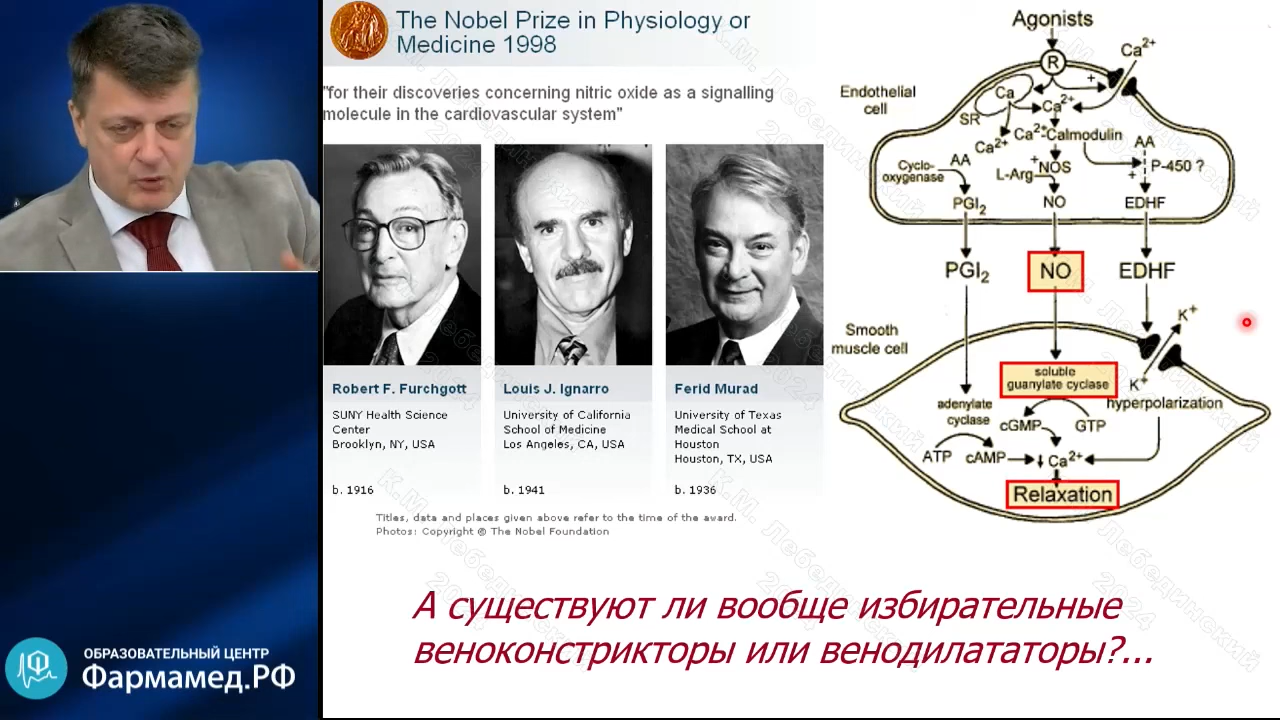 The Nobel Prize in Physiology or
Medicine 1998
"for their discoveries concerning nitric oxide as a signalling
molecule in the cardiovascular system"
Robert F. Furchgott
SUNY Health Science
Center
Brooklyn, NY, USA
b. 1916
Louis J. Ignarro
University of California
School of Medicine
Los Angeles, CA, USA
b. 1941
Ferid Murad
University of Texas
Medical School at
Houston
Houston, TX, USA
b. 1936
Titles, data and places given above refer to the time of the award.
Photos: Copyright © The Nobel Foundation
Agonists
R
Ca²⁺
+
Endothelial
cell
Ca
SR
Ca²⁺
Ca²⁺
Ca²⁺-Calmodulin
Cyclo-
oxygenase
AA
L-Arg
+
NOS
AA
+
P-450 ?
PGI₂
NO
EDHF
PGI₂
NO
EDHF
Smooth
muscle cell
K⁺
soluble
guanylate cyclase
K⁺
hyperpolarization
adenylate
cyclase
cGMP
GTP
ATP
cAMP
Ca²⁺
Relaxation
А существуют ли вообще избирательные
веноконстрикторы или венодилататоры?...
ОБРАЗОВАТЕЛЬНЫЙ ЦЕНТР
Фармамед.РФ
К.М. Лебединский
2024